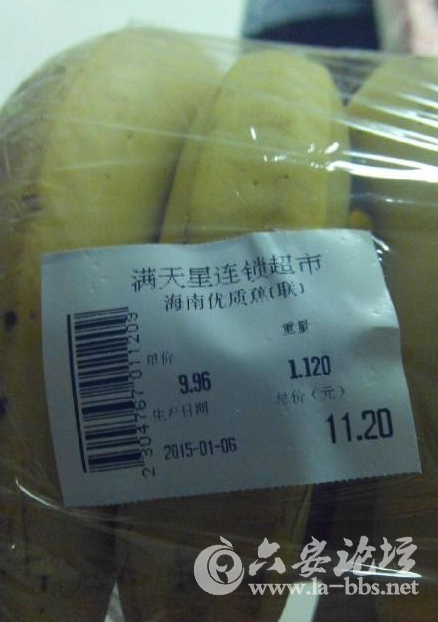 满天星连锁超市
海南优质蕉(联)
重量
单价
9.96
1.120
生产日期
总价(元)
2015-01-06
11.20
2304767011209
六安论坛
www.la-bbs.net